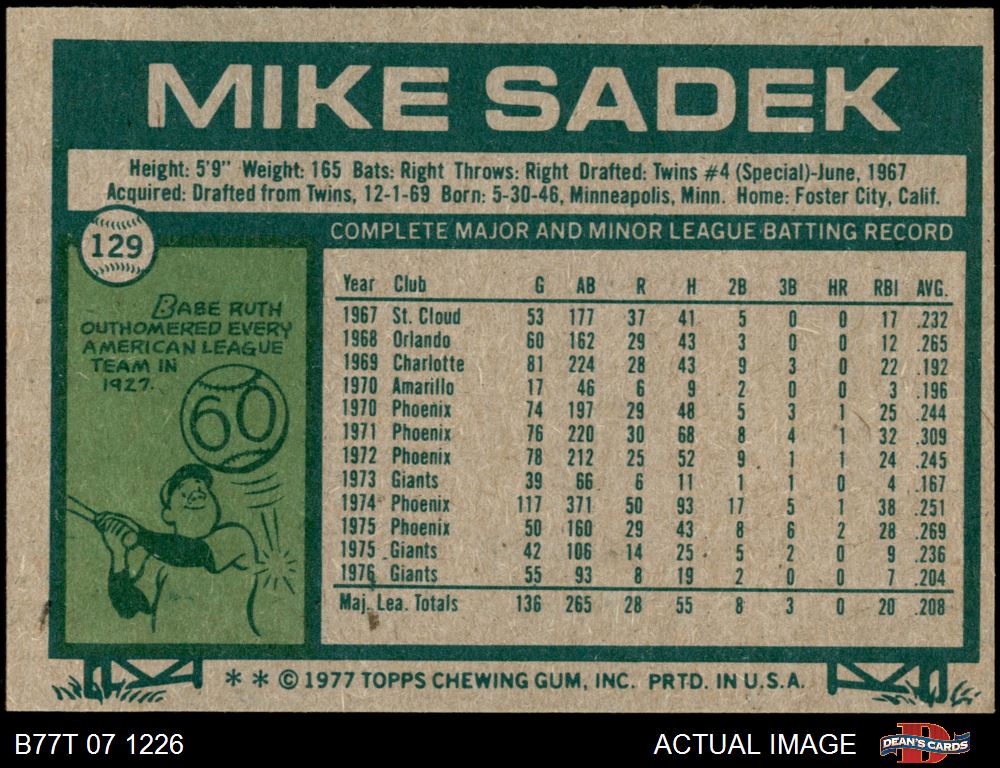 MIKE SADEK
Height: 5'9" Weight: 165 Bats: Right Throws: Right Drafted: Twins #4 (Special)-June, 1967
Acquired: Drafted from Twins, 12-1-69 Born: 5-30-46, Minneapolis, Minn. Home: Foster City, Calif.
129
BABE RUTH
OUTHOMERED EVERY
AMERICAN LEAGUE
TEAM IN
1927.
60
COMPLETE MAJOR AND MINOR LEAGUE BATTING RECORD
Year Club G AB R H 2B 3B HR RBI AVG.
1967 St. Cloud 53 177 37 41 5 0 0 17 .232
1968 Orlando 60 162 29 43 3 0 0 12 .265
1969 Charlotte 81 224 28 43 9 3 0 22 .192
1970 Amarillo 17 46 6 9 2 0 0 3 .196
1970 Phoenix 74 197 29 48 5 3 1 25 .244
1971 Phoenix 76 220 30 68 8 4 1 32 .309
1972 Phoenix 78 212 25 52 9 1 1 24 .245
1973 Giants 39 66 6 11 1 1 0 4 .167
1974 Phoenix 117 371 50 93 17 5 1 38 .251
1975 Phoenix 50 160 29 43 8 6 2 28 .269
1975 Giants 42 106 14 25 5 2 0 9 .236
1976 Giants 55 93 8 19 2 0 0 7 .204
Maj. Lea. Totals 136 265 28 55 8 3 0 20 .208
* * © 1977 TOPPS CHEWING GUM, INC. PRTD. IN U.S.A.
B77T 07 1226 ACTUAL IMAGE DEAN'S CARDS